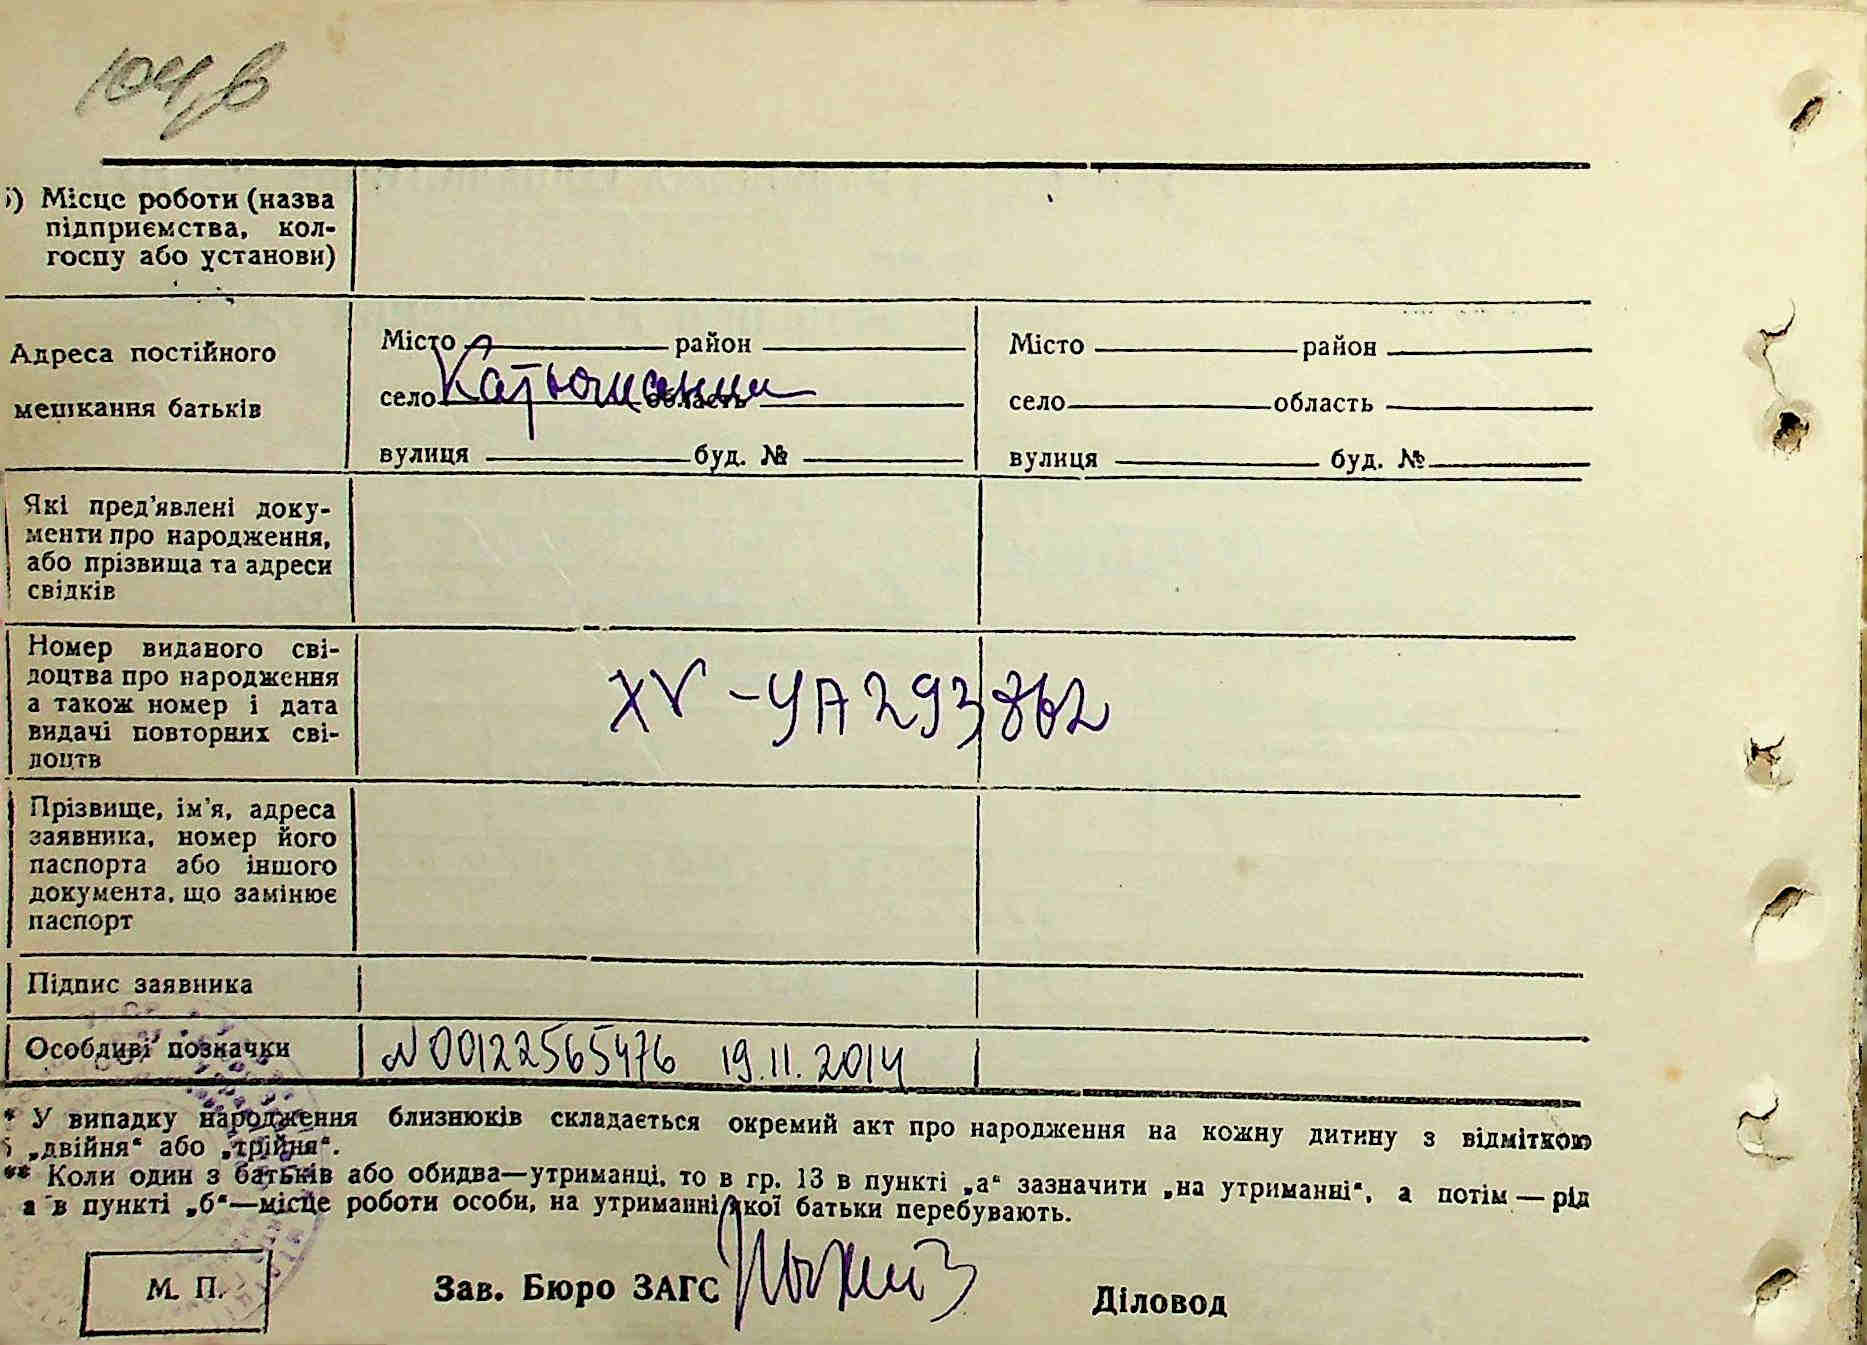 б) Місце роботи (назва
підприємства, кол-
госпу або установи)
Адреса постійного
мешкання батьків
Місто район
село область
вулиця буд. №
Місто район
село область
вулиця буд. №
Які пред'явлені доку-
менти про народження,
або прізвища та адреси
свідків
Номер виданого сві-
доцтва про народження
а також номер і дата
видачі повторних сві-
доцтв
XV - УА 293 862
Прізвище, ім'я, адреса
заявника, номер його
паспорта або іншого
документа, що замінює
паспорт
Підпис заявника
Особливі позначки
N 00122565476 19.11.2014
* У випадку народження близнюків складається окремий акт про народження на кожну дитину з відміткою
„двійня“ або „трійня“.
** Коли один з батьків або обидва—утриманці, то в гр. 13 в пункті „а“ зазначити „на утриманні“, а потім — рід
а в пункті „б“—місце роботи особи, на утриманні якої батьки перебувають.
М. П.
Зав. Бюро ЗАГС
Діловод